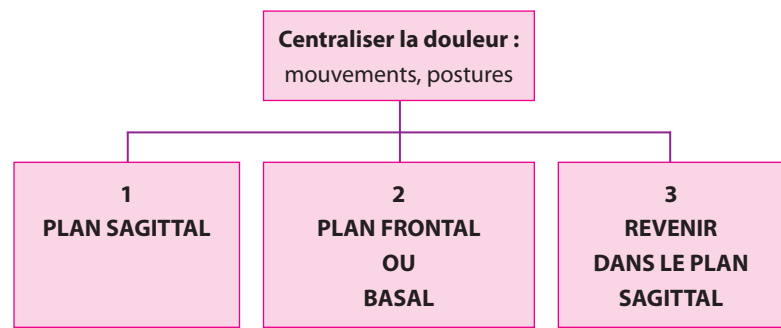 Centraliser la douleur :
mouvements, postures
1
PLAN SAGITTAL
2
PLAN FRONTAL
OU
BASAL
3
REVENIR
DANS LE PLAN
SAGITTAL